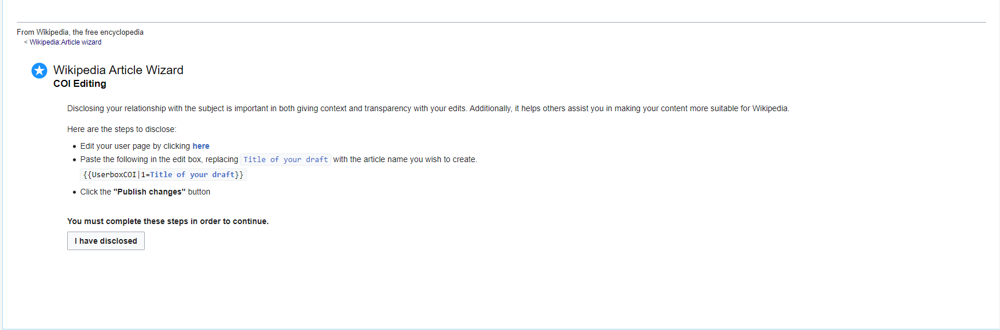 From Wikipedia, the free encyclopedia
< Wikipedia:Article wizard
Wikipedia Article Wizard
COI Editing
Disclosing your relationship with the subject is important in both giving context and transparency with your edits. Additionally, it helps others assist you in making your content more suitable for Wikipedia.
Here are the steps to disclose:
• Edit your user page by clicking here
• Paste the following in the edit box, replacing Title of your draft with the article name you wish to create.
{{UserboxCOI|1=Title of your draft}}
• Click the "Publish changes" button
You must complete these steps in order to continue.
I have disclosed